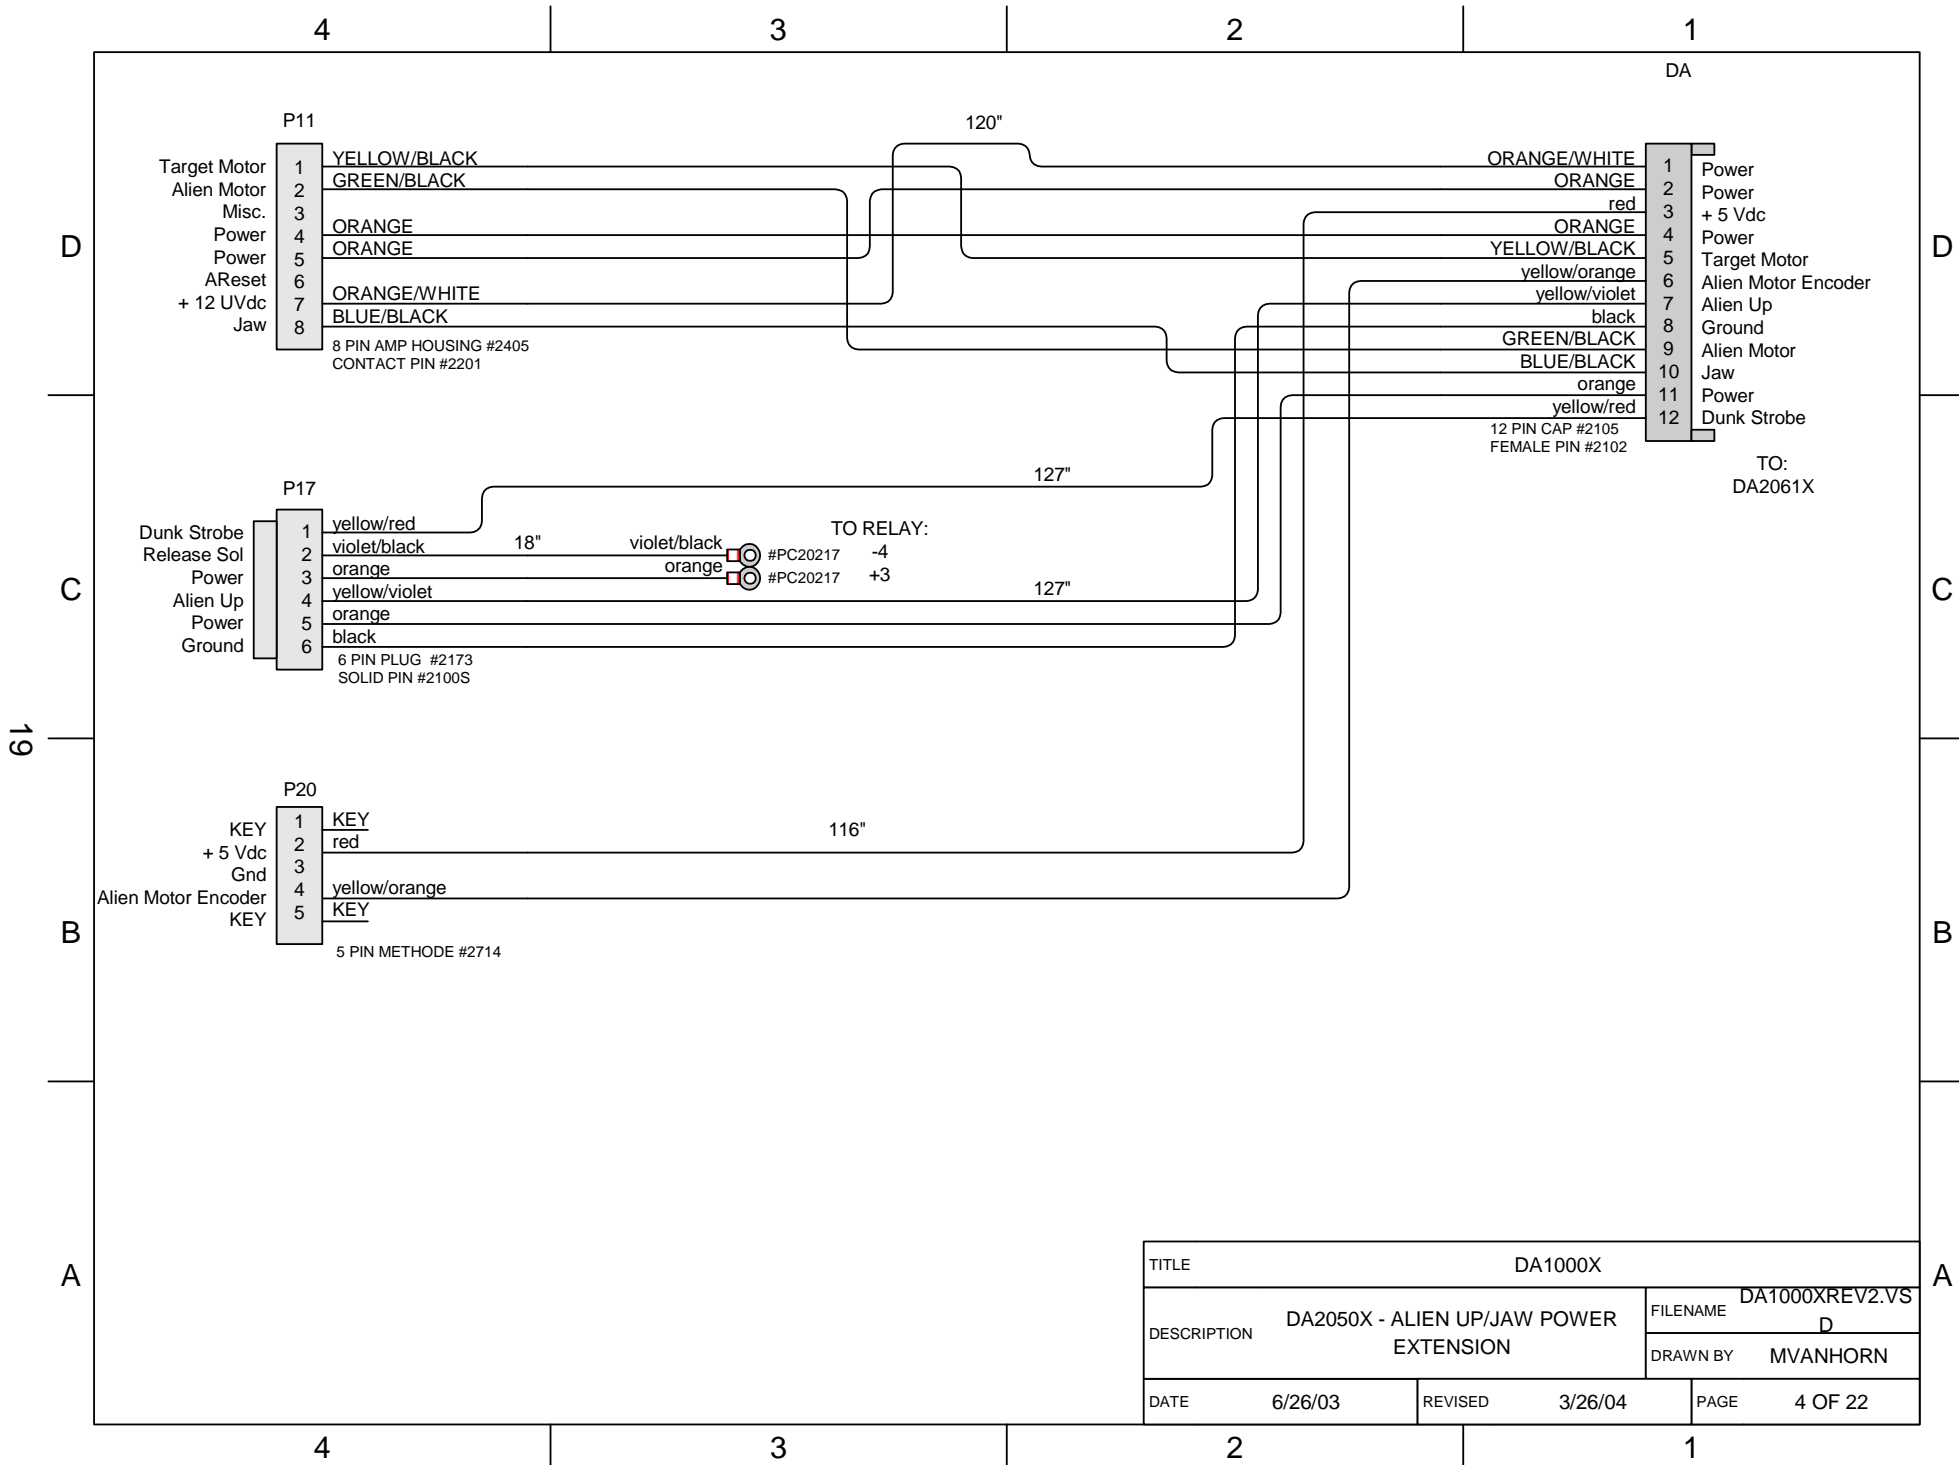 4 3 2 1
DA
P11
120"
Target Motor 1 YELLOW/BLACK
Alien Motor 2 GREEN/BLACK
Misc. 3
Power 4 ORANGE
Power 5 ORANGE
AReset 6
+ 12 UVdc 7 ORANGE/WHITE
Jaw 8 BLUE/BLACK
8 PIN AMP HOUSING #2405
CONTACT PIN #2201
ORANGE/WHITE 1 Power
ORANGE 2 Power
red 3 + 5 Vdc
ORANGE 4 Power
YELLOW/BLACK 5 Target Motor
yellow/orange 6 Alien Motor Encoder
yellow/violet 7 Alien Up
black 8 Ground
GREEN/BLACK 9 Alien Motor
BLUE/BLACK 10 Jaw
orange 11 Power
yellow/red 12 Dunk Strobe
12 PIN CAP #2105
FEMALE PIN #2102
TO:
DA2061X
D D
P17
127"
Dunk Strobe 1 yellow/red
TO RELAY:
Release Sol 2 violet/black 18" violet/black #PC20217 -4
Power 3 orange orange #PC20217 +3
Alien Up 4 yellow/violet 127"
Power 5 orange
Ground 6 black
6 PIN PLUG #2173
SOLID PIN #2100S
C C
19
P20
KEY 1 KEY
116"
+ 5 Vdc 2 red
Gnd 3
Alien Motor Encoder 4 yellow/orange
KEY 5 KEY
5 PIN METHODE #2714
B B
A A
TITLE DA1000X
DESCRIPTION DA2050X - ALIEN UP/JAW POWER
EXTENSION
FILENAME DA1000XREV2.VS
D
DRAWN BY MVANHORN
DATE 6/26/03 REVISED 3/26/04 PAGE 4 OF 22
4 3 2 1